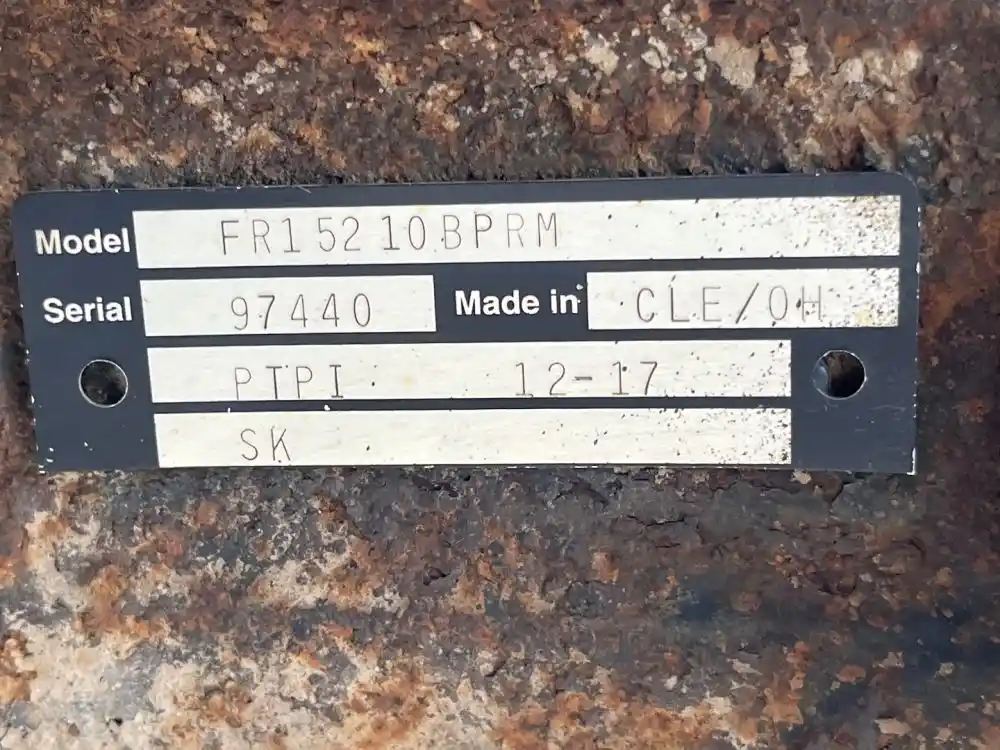 Model FR15210BPRM
Serial 97440 Made in CLE/OH
PTPI 12-17
SK